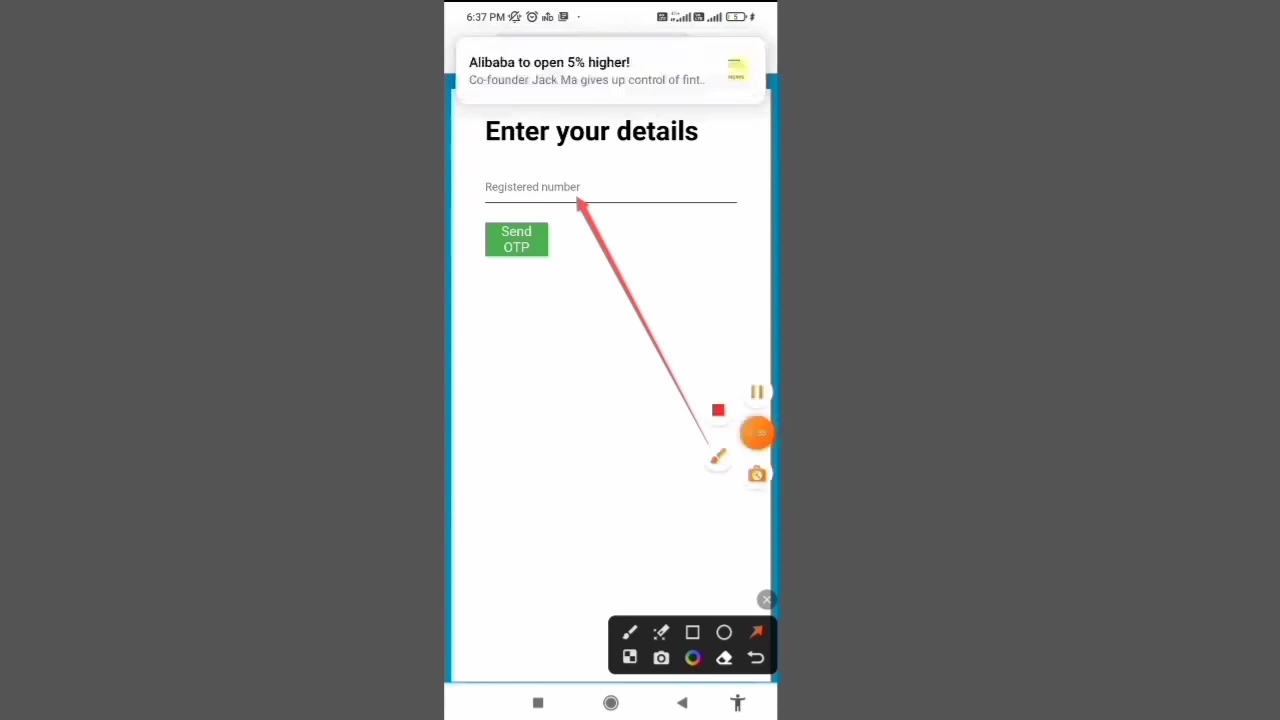 6:37 PM
5
Alibaba to open 5% higher!
Co-founder Jack Ma gives up control of fint..
Enter your details
Registered number
Send
OTP